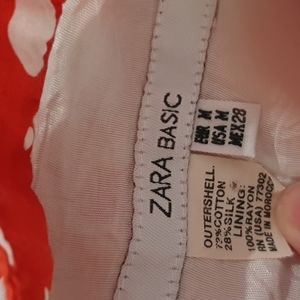 ZARA BASIC
EUR M
USA M
MEX 28
OUTERSHELL:
72%COTTON
28%SILK
LINING:
100%RAYON
RN (USA) 77302
MADE IN MOROCCO